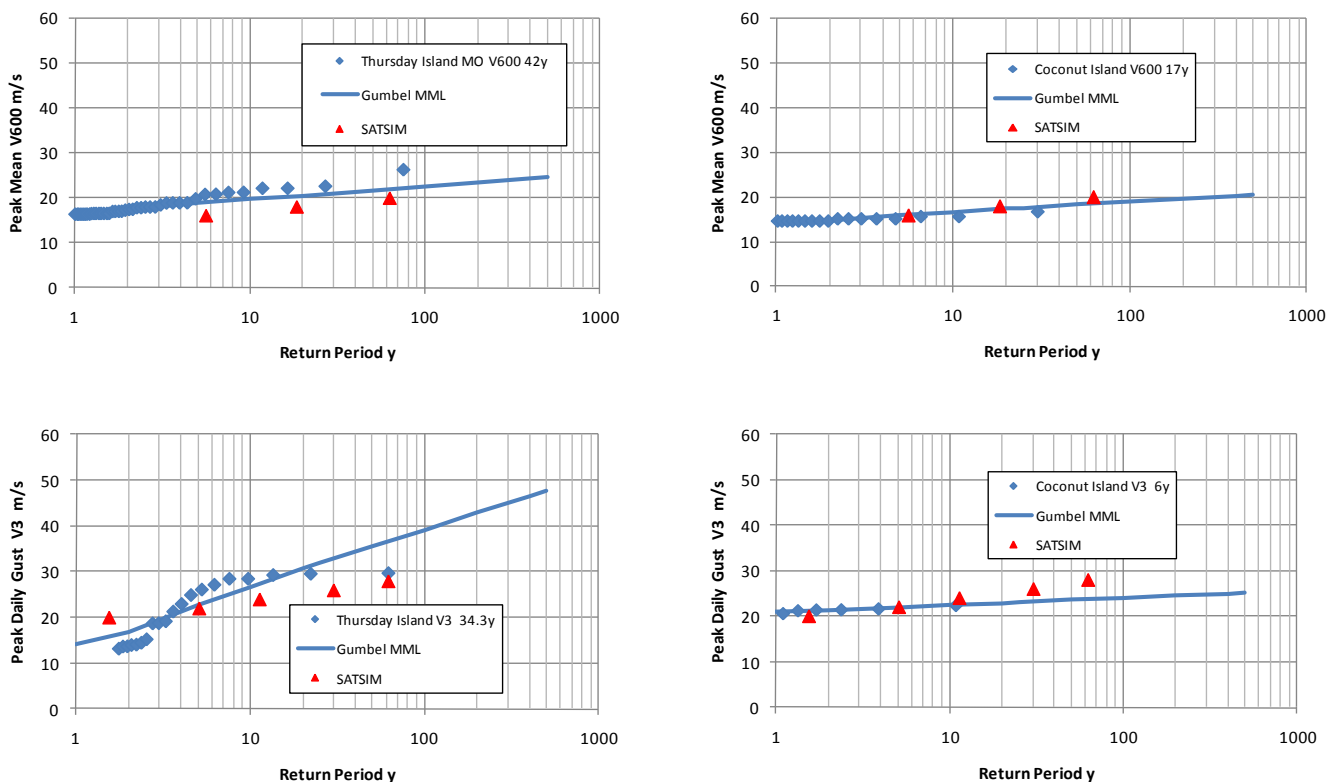 Peak Mean V600 m/s
60
50
40
30
20
10
0
Thursday Island MO V600 42y
Gumbel MML
SATSIM
1
10
100
1000
Return Period y
Peak Mean V600 m/s
60
50
40
30
20
10
0
Coconut Island V600 17y
Gumbel MML
SATSIM
1
10
100
1000
Return Period y
Peak Daily Gust V3 m/s
60
50
40
30
20
10
0
Thursday Island V3 34.3y
Gumbel MML
SATSIM
1
10
100
1000
Return Period y
Peak Daily Gust V3 m/s
60
50
40
30
20
10
0
Coconut Island V3 6y
Gumbel MML
SATSIM
1
10
100
1000
Return Period y